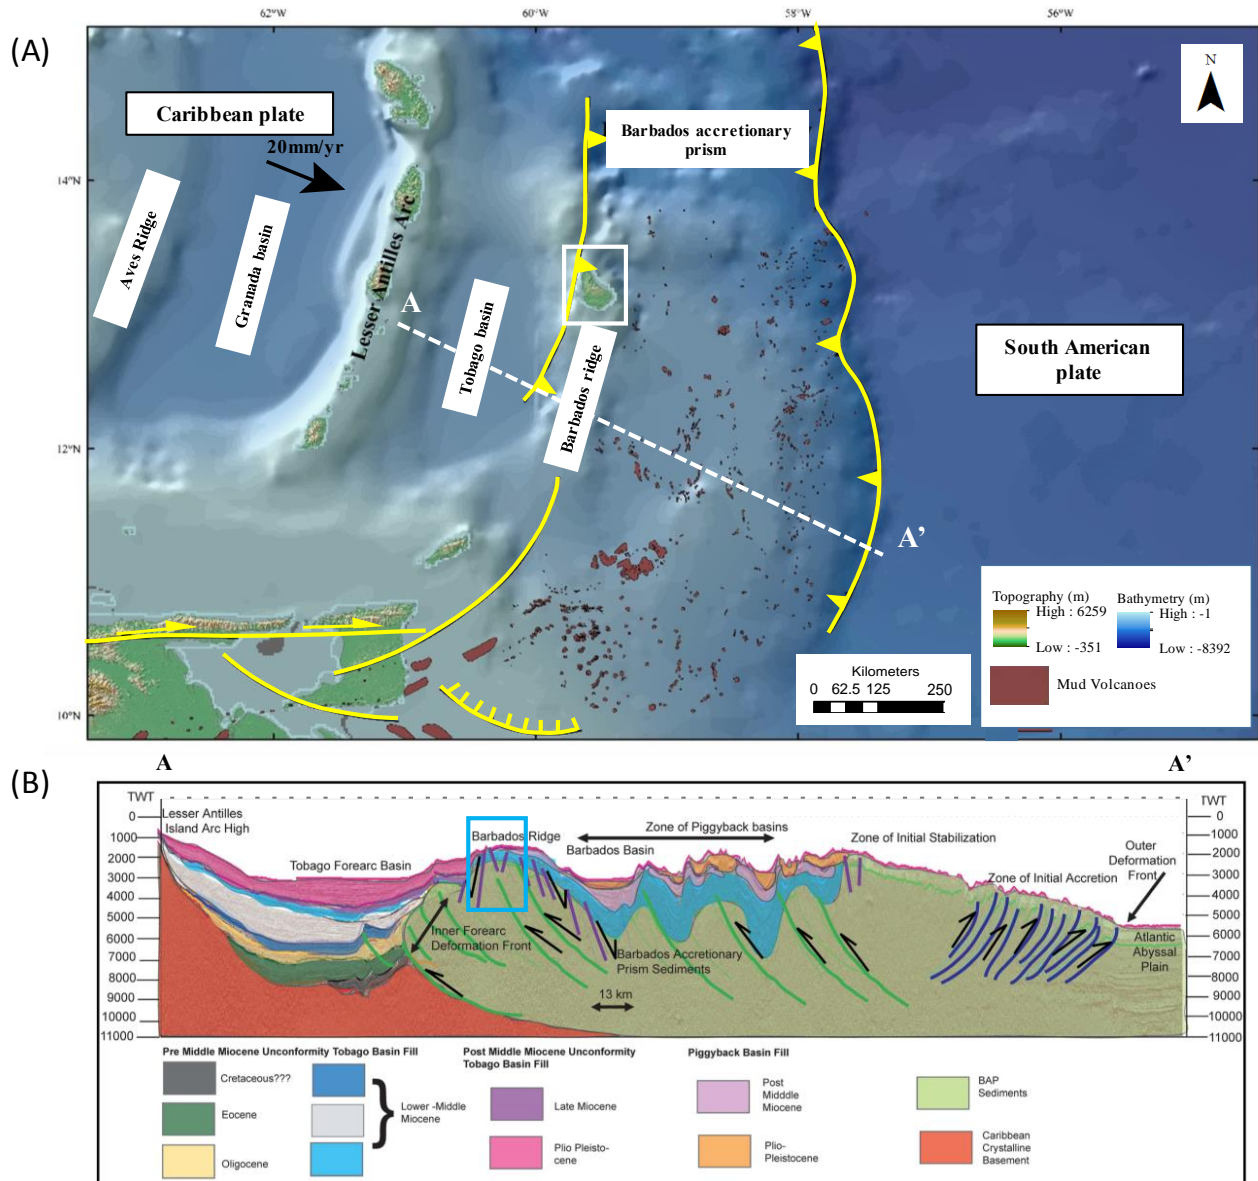 (A)
62°W
60°W
58°W
56°W
14°N
12°N
10°N
N
Caribbean plate
20mm/yr
Barbados accretionary
prism
Aves Ridge
Granada basin
Lesser Antilles Arc
A
Tobago basin
Barbados ridge
South American
plate
A’
Topography (m)
High : 6259
Low : -351
Bathymetry (m)
High : -1
Low : -8392
Mud Volcanoes
Kilometers
0 62.5 125 250
(B)
A
A’
TWT
0
1000
2000
3000
4000
5000
6000
7000
8000
9000
10000
11000
Lesser Antilles
Island Arc High
Tobago Forearc Basin
Barbados Ridge
Barbados Basin
Zone of Piggyback basins
Zone of Initial Stabilization
Zone of Initial Accretion
Outer
Deformation
Front
Inner Forearc
Deformation Front
Barbados Accretionary
Prism Sediments
13 km
Atlantic
Abyssal
Plain
TWT
0
1000
2000
3000
4000
5000
6000
7000
8000
9000
10000
11000
Pre Middle Miocene Unconformity Tobago Basin Fill
Cretaceous???
Eocene
Oligocene
Lower -Middle
Miocene
Post Middle Miocene Unconformity
Tobago Basin Fill
Late Miocene
Plio Pleisto-
cene
Piggyback Basin Fill
Post
Midddle
Miocene
Plio-
Pleistocene
BAP
Sediments
Caribbean
Crystalline
Basement